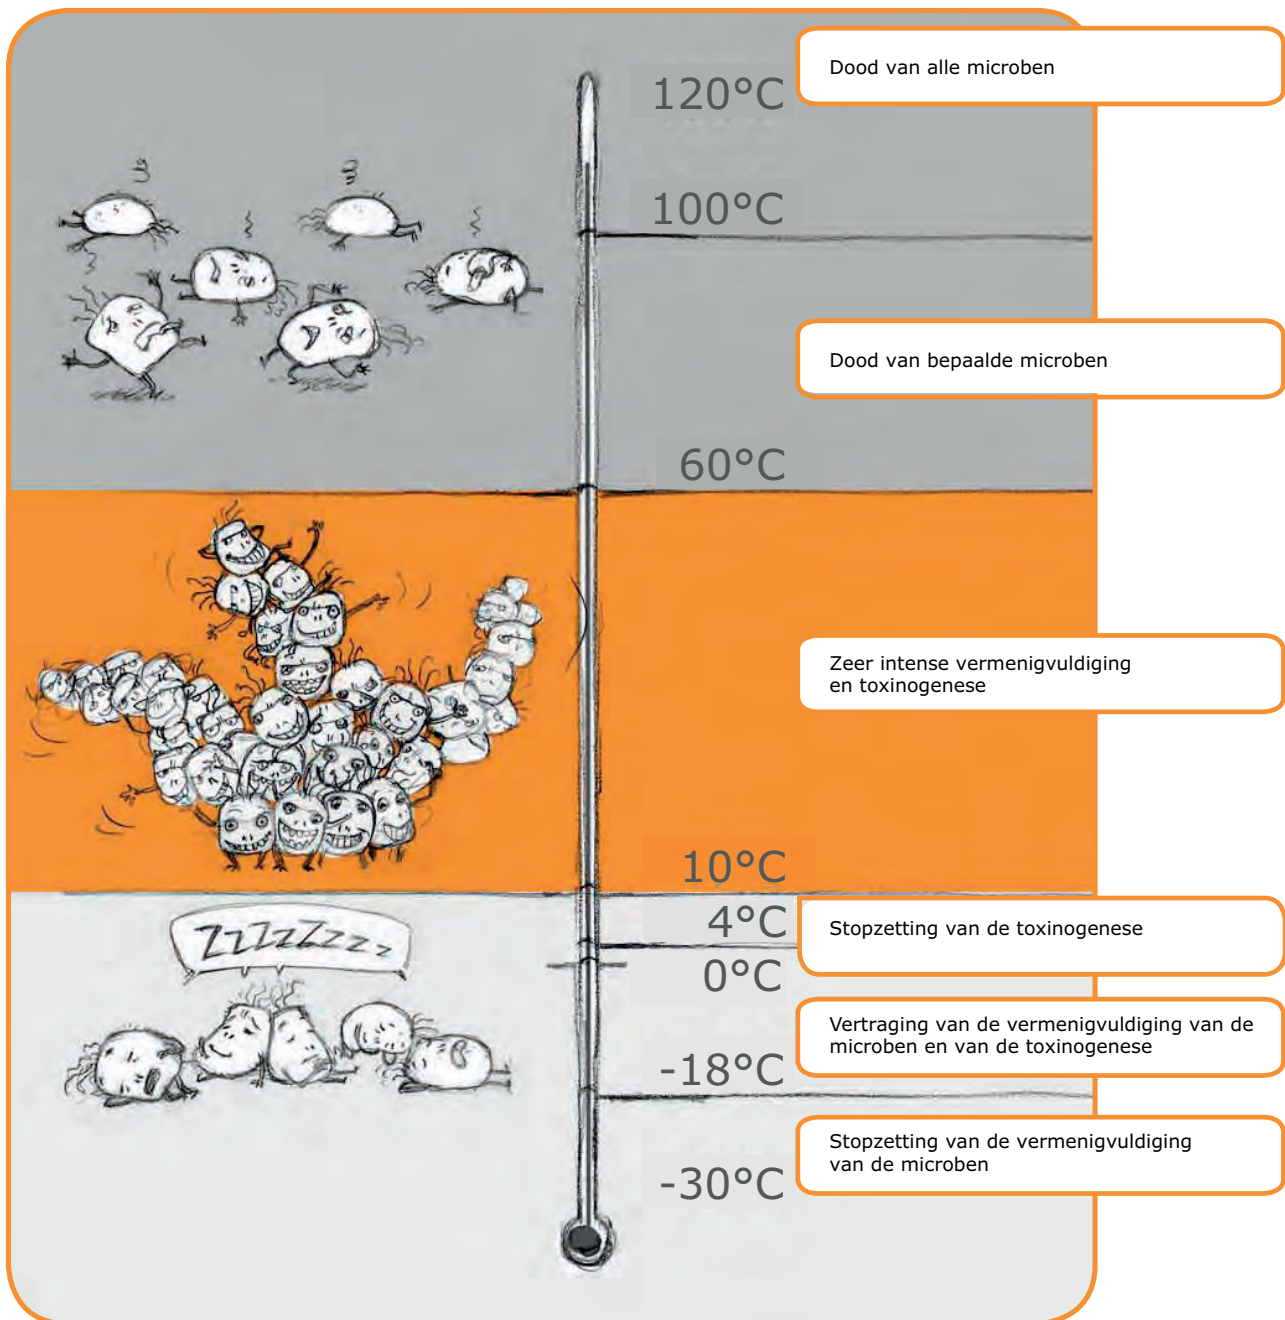 Dood van alle microben
120°C
100°C
Dood van bepaalde microben
60°C
Zeer intense vermenigvuldiging
en toxinogenese
10°C
4°C
Stopzetting van de toxinogenese
ZzZzZzzz
0°C
Vertraging van de vermenigvuldiging van de
microben en van de toxinogenese
-18°C
Stopzetting van de vermenigvuldiging
van de microben
-30°C